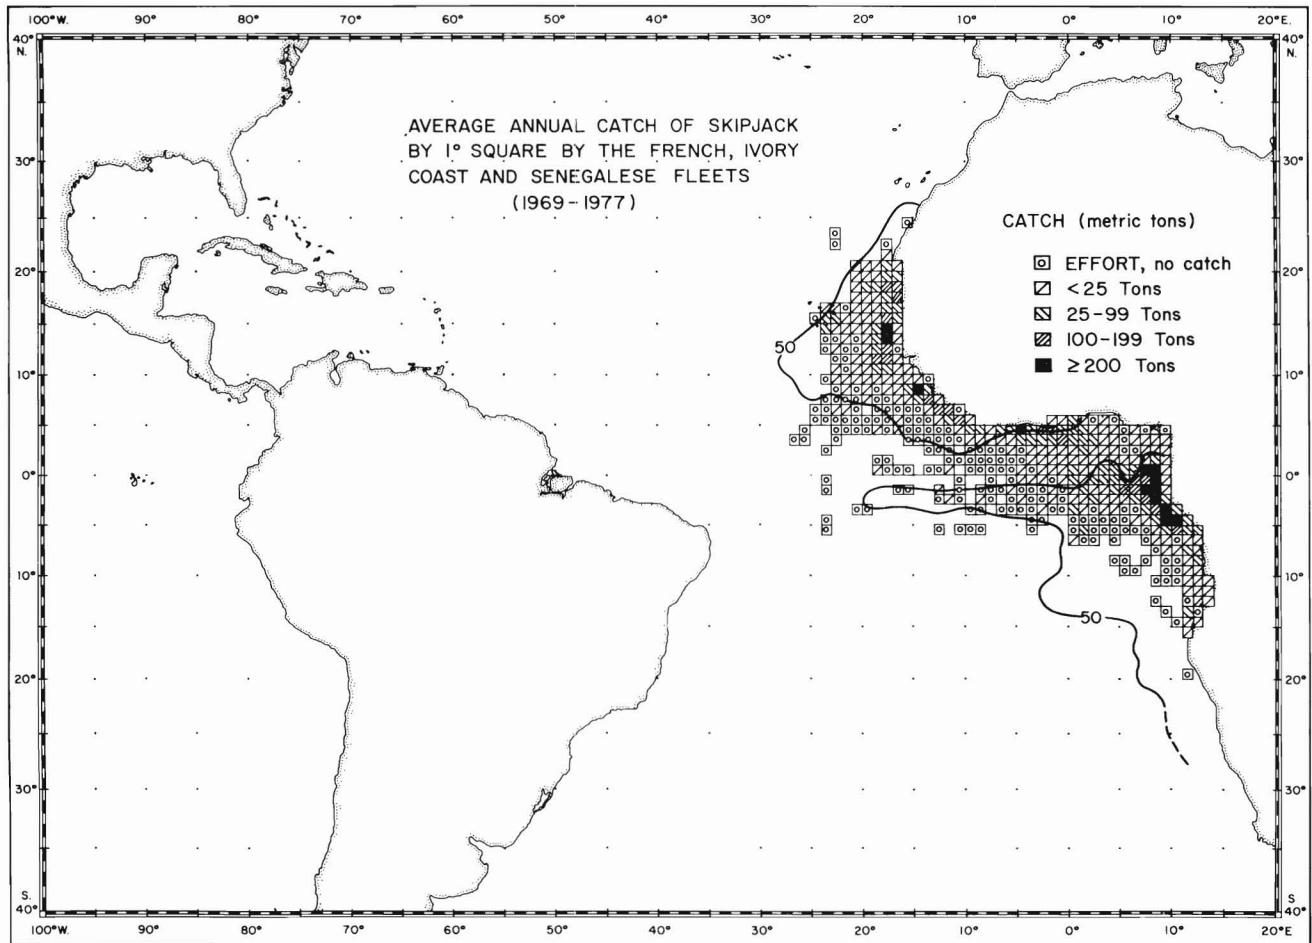 100°W. 90° 80° 70° 60° 50° 40° 30° 20° 10° 0° 10° 20°E.
40° 40°
N. N.
AVERAGE ANNUAL CATCH OF SKIPJACK
BY 1° SQUARE BY THE FRENCH, IVORY
COAST AND SENEGALESE FLEETS
(1969-1977)
30° 30°
CATCH (metric tons)
EFFORT, no catch
<25 Tons
25-99 Tons
100-199 Tons
≥200 Tons
20° 20°
50
10° 10°
0° 0°
10° 10°
50
20° 20°
30° 30°
S. S
40° 40°
100°W. 90° 80° 70° 60° 50° 40° 30° 20° 10° 0° 10° 20°E